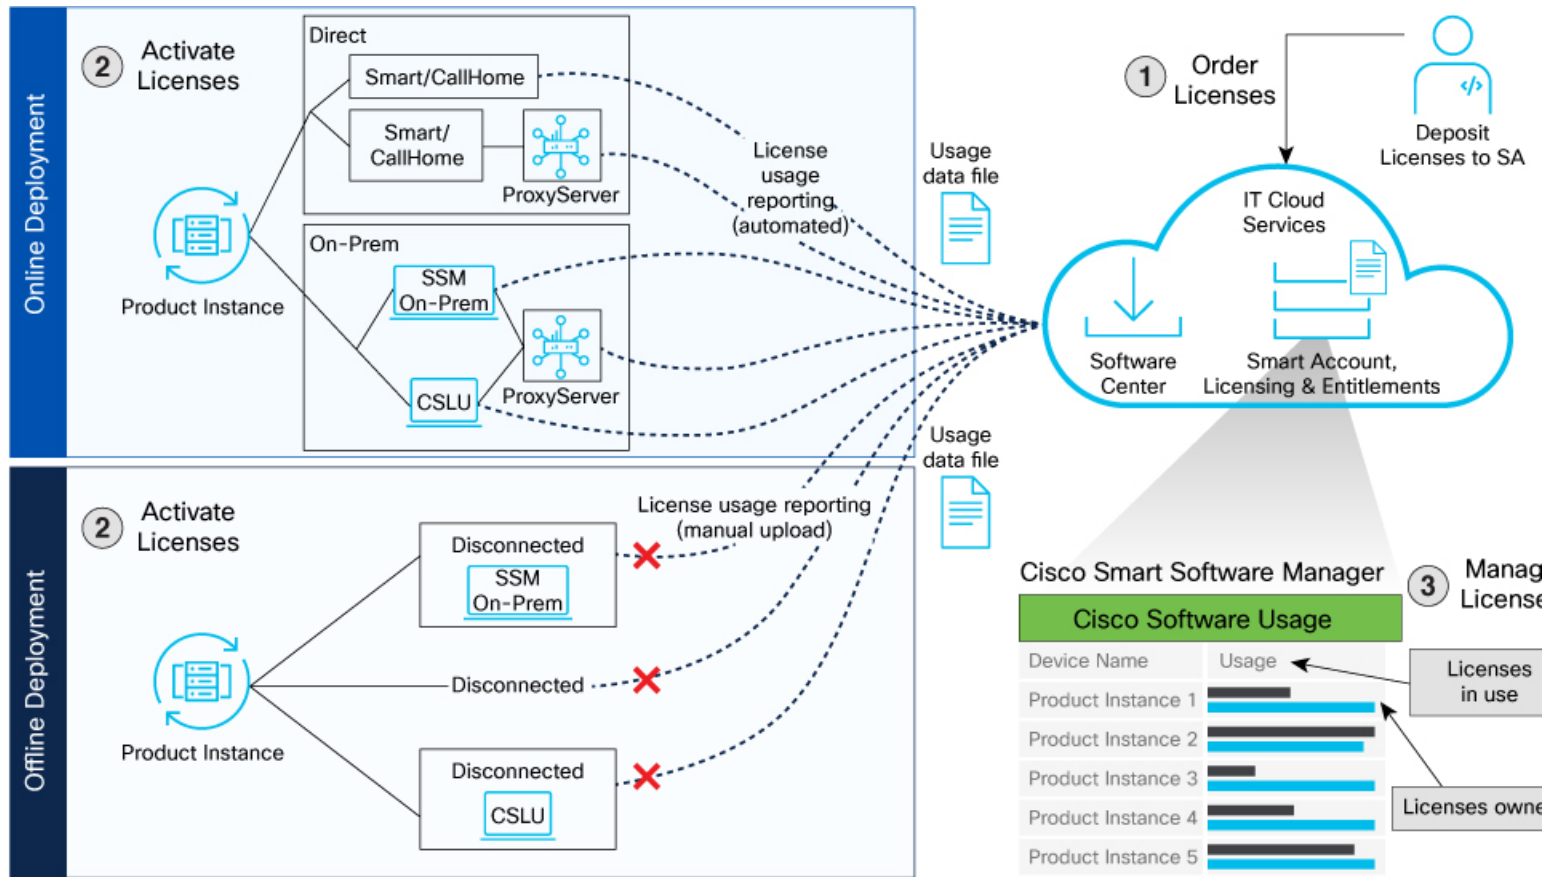 Online Deployment
2
Activate
Licenses
Direct
Smart/CallHome
Smart/
CallHome
ProxyServer
Product Instance
On-Prem
SSM
On-Prem
CSLU
ProxyServer
License
usage
reporting
(automated)
Usage
data file
1
Order
Licenses
</>
Deposit
Licenses to SA
IT Cloud
Services
Software
Center
Smart Account,
Licensing & Entitlements
Usage
data file
Offline Deployment
2
Activate
Licenses
Product Instance
Disconnected
SSM
On-Prem
Disconnected
Disconnected
CSLU
License usage reporting
(manual upload)
Cisco Smart Software Manager
3
Manag
License
Cisco Software Usage
Device Name
Usage
Licenses
in use
Product Instance 1
Product Instance 2
Product Instance 3
Product Instance 4
Product Instance 5
Licenses owne